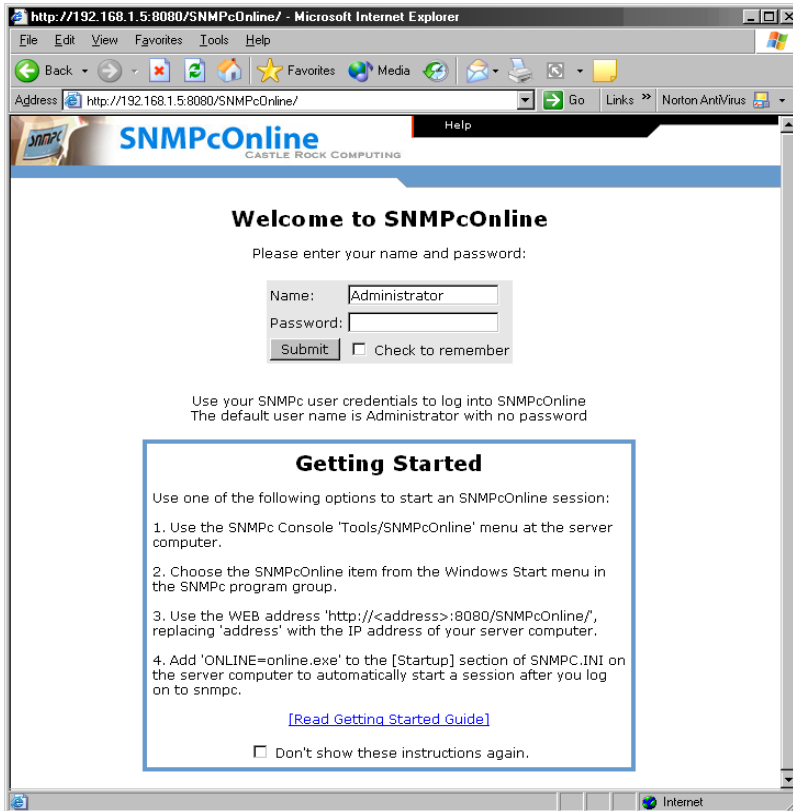 http://192.168.1.5:8080/SNMPcOnline/ - Microsoft Internet Explorer
File Edit View Favorites Tools Help
Back Favorites Media
Address http://192.168.1.5:8080/SNMPcOnline/ Go Links » Norton AntiVirus
snmpc
SNMPcOnline
CASTLE ROCK COMPUTING
Help
Welcome to SNMPcOnline
Please enter your name and password:
Name: Administrator
Password:
Submit Check to remember
Use your SNMPc user credentials to log into SNMPcOnline
The default user name is Administrator with no password
Getting Started
Use one of the following options to start an SNMPcOnline session:
1. Use the SNMPc Console 'Tools/SNMPcOnline' menu at the server
computer.
2. Choose the SNMPcOnline item from the Windows Start menu in
the SNMPc program group.
3. Use the WEB address 'http://<address>:8080/SNMPcOnline/',
replacing 'address' with the IP address of your server computer.
4. Add 'ONLINE=online.exe' to the [Startup] section of SNMPC.INI on
the server computer to automatically start a session after you log
on to snmpc.
[Read Getting Started Guide]
Don't show these instructions again.
Internet